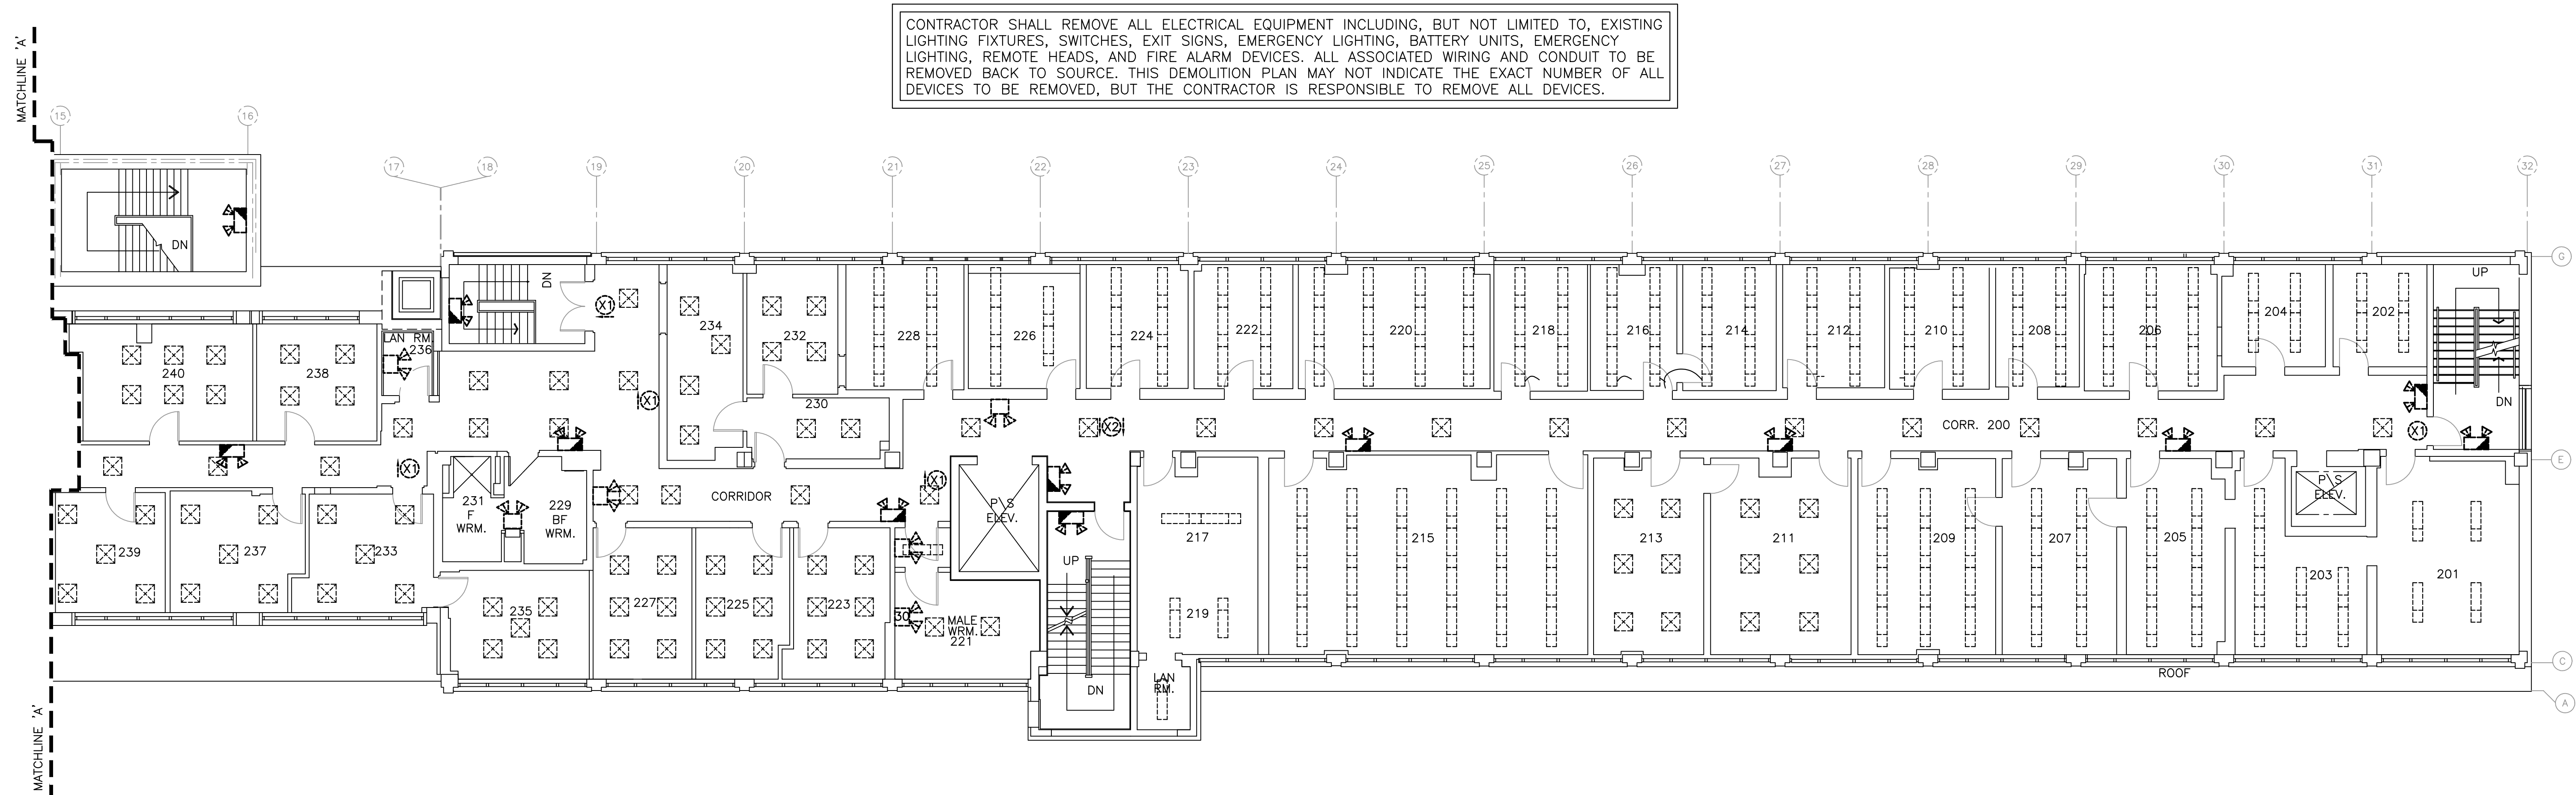 CONTRACTOR SHALL REMOVE ALL ELECTRICAL EQUIPMENT INCLUDING, BUT NOT LIMITED TO, EXISTING
LIGHTING FIXTURES, SWITCHES, EXIT SIGNS, EMERGENCY LIGHTING, BATTERY UNITS, EMERGENCY
LIGHTING, REMOTE HEADS, AND FIRE ALARM DEVICES. ALL ASSOCIATED WIRING AND CONDUIT TO BE
REMOVED BACK TO SOURCE. THIS DEMOLITION PLAN MAY NOT INDICATE THE EXACT NUMBER OF ALL
DEVICES TO BE REMOVED, BUT THE CONTRACTOR IS RESPONSIBLE TO REMOVE ALL DEVICES.
MATCHLINE 'A'
15
16
17
18
19
20
21
22
23
24
25
26
27
28
29
30
31
32
G
DN
DN
UP
X1
234
232
228
226
224
222
220
218
216
214
212
210
208
206
204
202
LAN RM.
236
240
238
X1
230
X2
CORR. 200
X1
DN
E
X1
231
F
WRM.
229
BF
WRM.
CORRIDOR
X1
P\S
ELEV.
P\S
ELEV.
239
237
233
217
215
213
211
209
207
205
203
201
UP
235
227
225
223
30
MALE
WRM.
221
219
LAN
RM.
DN
ROOF
C
A
MATCHLINE 'A'